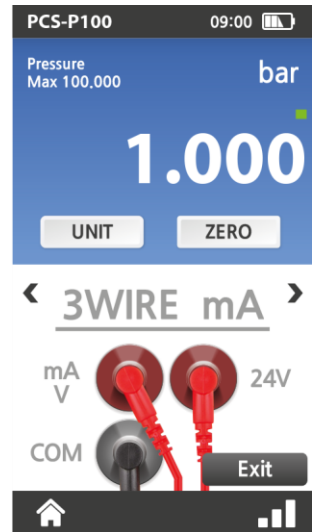 PCS-P100 09:00
Pressure bar
Max 100.000
1.000
UNIT ZERO
< 3WIRE mA >
mA 24V
V
COM
Exit